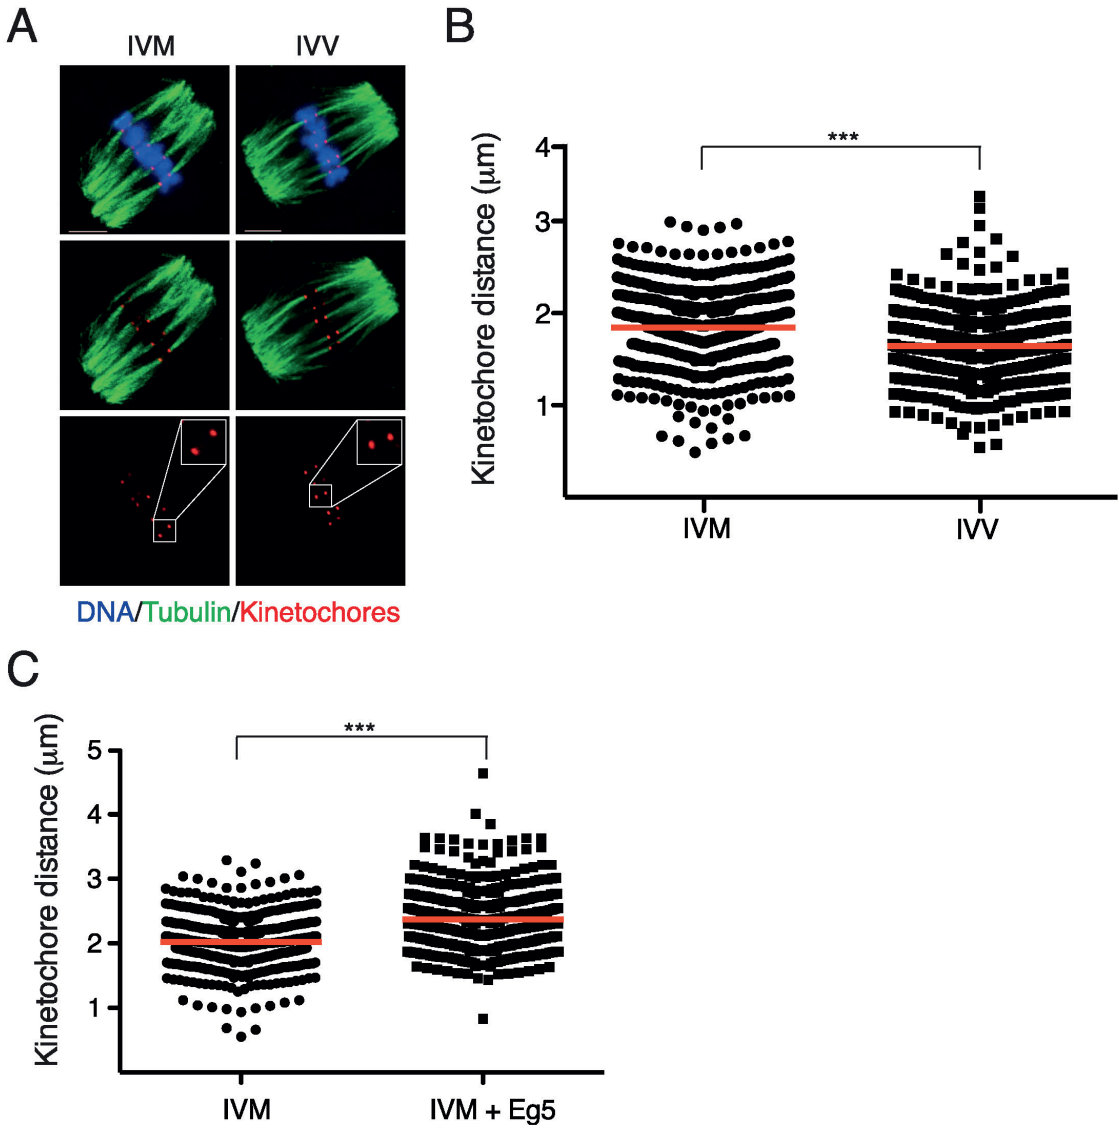 A
IVM IVV
DNA/Tubulin/Kinetochores
B
Kinetochore distance (μm)
4
3
2
1
***
IVM IVV
C
Kinetochore distance (μm)
5
4
3
2
1
***
IVM IVM + Eg5